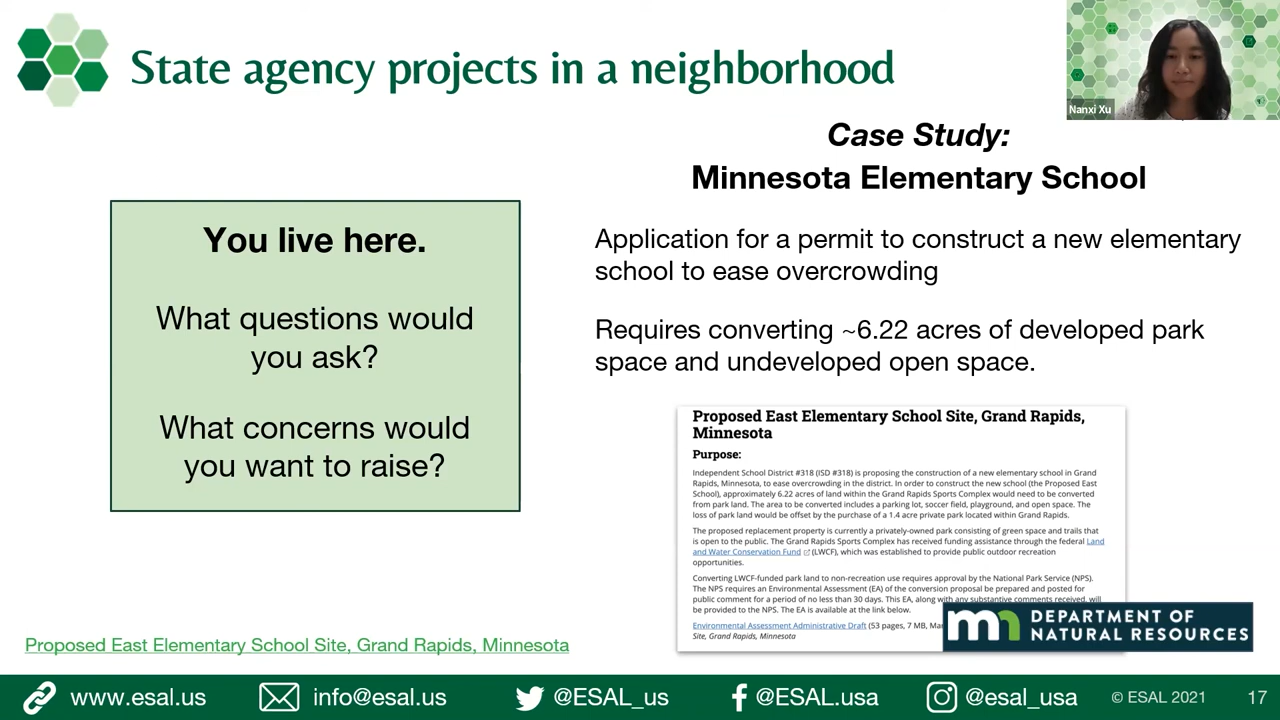 State agency projects in a neighborhood
Nanxi Xu
Case Study:
Minnesota Elementary School
You live here.
What questions would
you ask?
What concerns would
you want to raise?
Application for a permit to construct a new elementary
school to ease overcrowding
Requires converting ~6.22 acres of developed park
space and undeveloped open space.
Proposed East Elementary School Site, Grand Rapids,
Minnesota
Purpose:
Independent School District #318 (ISD #318) is proposing the construction of a new elementary school in Grand
Rapids, Minnesota, to ease overcrowding in the district. In order to construct the new school (the Proposed East
School), approximately 6.22 acres of land within the Grand Rapids Sports Complex would need to be converted
from park land. The area to be converted includes a parking lot, soccer field, playground, and open space. The
loss of park land would be offset by the purchase of a 1.4 acre private park located within Grand Rapids.
The proposed replacement property is currently a privately-owned park consisting of green space and trails that
is open to the public. The Grand Rapids Sports Complex has received funding assistance through the federal Land
and Water Conservation Fund (LWCF), which was established to provide public outdoor recreation
opportunities.
Converting LWCF-funded park land to non-recreation use requires approval by the National Park Service (NPS).
The NPS requires an Environmental Assessment (EA) of the conversion proposal be prepared and posted for
public comment for a period of no less than 30 days. This EA, along with any substantive comments received, will
be provided to the NPS. The EA is available at the link below.
Environmental Assessment Administrative Draft (53 pages, 7 MB,
Site, Grand Rapids, Minnesota
mn DEPARTMENT OF
NATURAL RESOURCES
Proposed East Elementary School Site, Grand Rapids, Minnesota
www.esal.us info@esal.us @ESAL_us @ESAL.usa @esal_usa © ESAL 2021 17